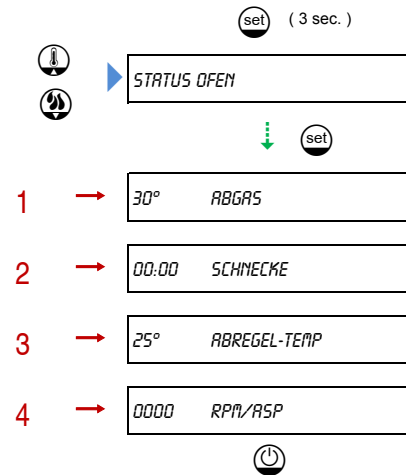 set ( 3 sec. )
STATUS OFEN
set
1 30° ABGAS
2 00:00 SCHNECKE
3 25° ABREGEL-TEMP
4 0000 RPM/ASP